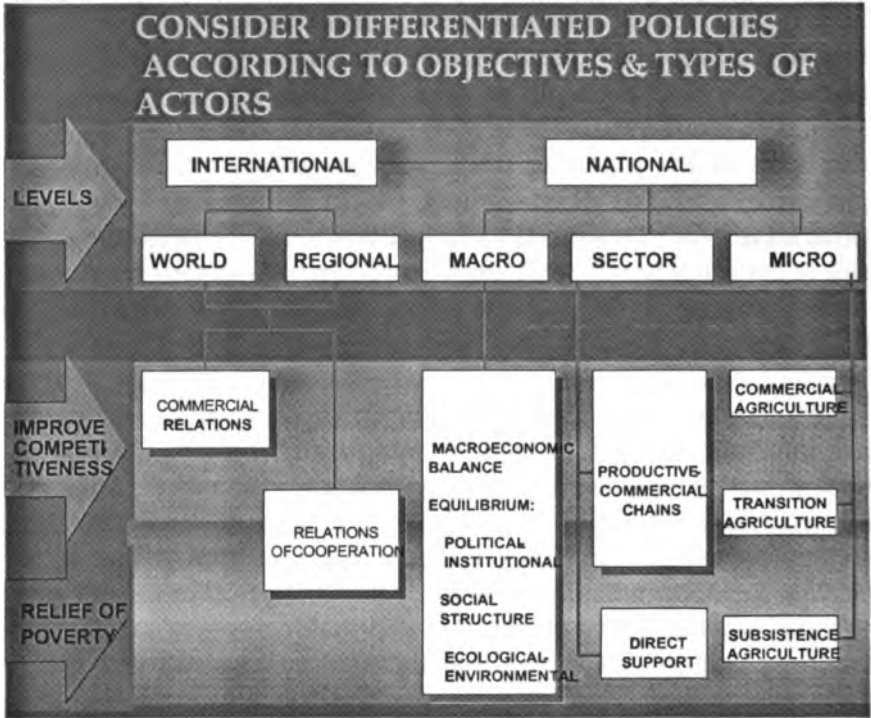 CONSIDER DIFFERENTIATED POLICIES
ACCORDING TO OBJECTIVES & TYPES OF
ACTORS
LEVELS
INTERNATIONAL
NATIONAL
WORLD
REGIONAL
MACRO
SECTOR
MICRO
IMPROVE
COMPETI
TIVENESS
COMMERCIAL
RELATIONS
RELATIONS
OFCOOPERATION
MACROECONOMIC
BALANCE
EQUILIBRIUM:
POLITICAL-
INSTITUTIONAL
SOCIAL
STRUCTURE
ECOLOGICAL-
ENVIRONMENTAL
PRODUCTIVE-
COMMERCIAL
CHAINS
COMMERCIAL
AGRICULTURE
TRANSITION
AGRICULTURE
RELIEF OF
POVERTY
DIRECT
SUPPORT
SUBSISTENCE
AGRICULTURE